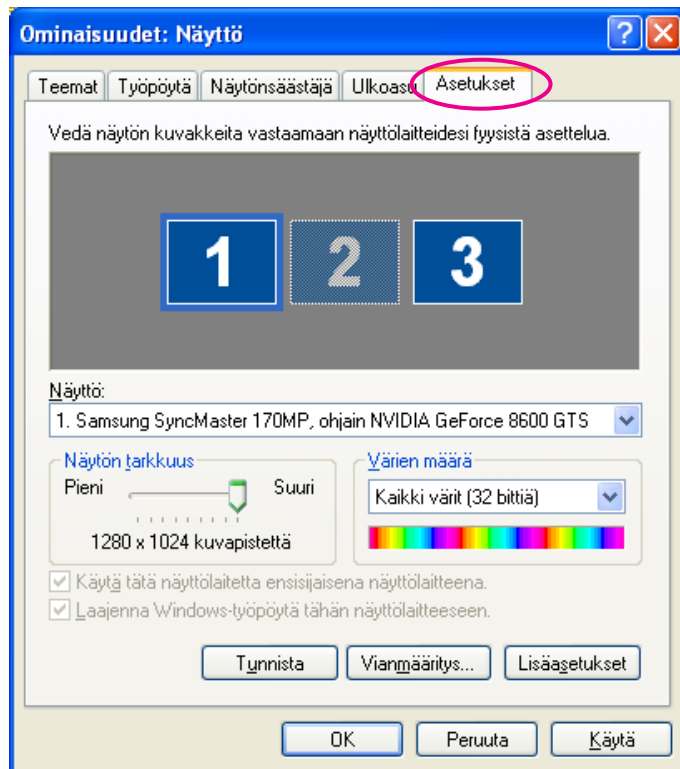 Ominaisuudet: Näyttö
Teemat Työpöytä Näytönsäästäjä Ulkoasu Asetukset
Vedä näytön kuvakkeita vastaamaan näyttölaitteidesi fyysistä asettelua.
1 2 3
Näyttö:
1. Samsung SyncMaster 170MP, ohjain NVIDIA GeForce 8600 GTS
Näytön tarkkuus
Pieni Suuri
1280 x 1024 kuvapistettä
Värien määrä
Kaikki värit (32 bittiä)
Käytä tätä näyttölaitetta ensisijaisena näyttölaitteena.
Laajenna Windows-työpöytä tähän näyttölaitteeseen.
Tunnista Vianmääritys... Lisäasetukset
OK Peruuta Käytä